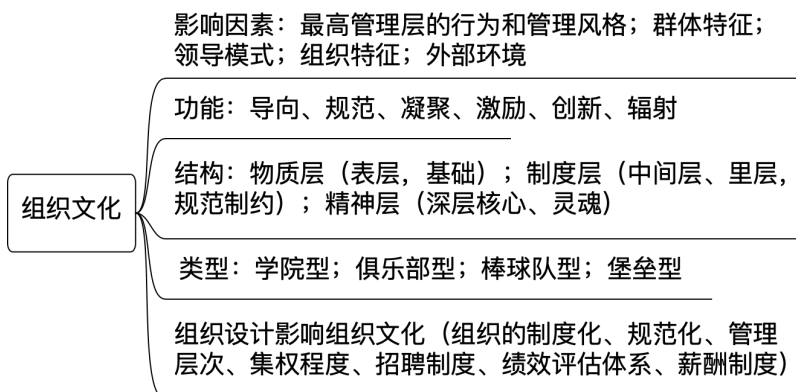 影响因素：最高管理层的行为和管理风格；群体特征；
领导模式；组织特征；外部环境
功能：导向、规范、凝聚、激励、创新、辐射
结构：物质层（表层，基础）；制度层（中间层、里层，
规范制约）；精神层（深层核心、灵魂）
组织文化
类型：学院型；俱乐部型；棒球队型；堡垒型
组织设计影响组织文化（组织的制度化、规范化、管理
层次、集权程度、招聘制度、绩效评估体系、薪酬制度）